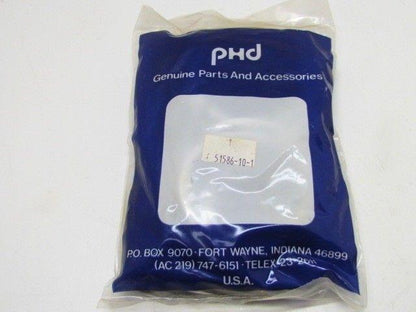 PHD
Genuine Parts And Accessories
1
51586-10-1
P.O. BOX 9070·FORT WAYNE, INDIANA 46899
(AC 219) 747-6151·TELEX
U.S.A.